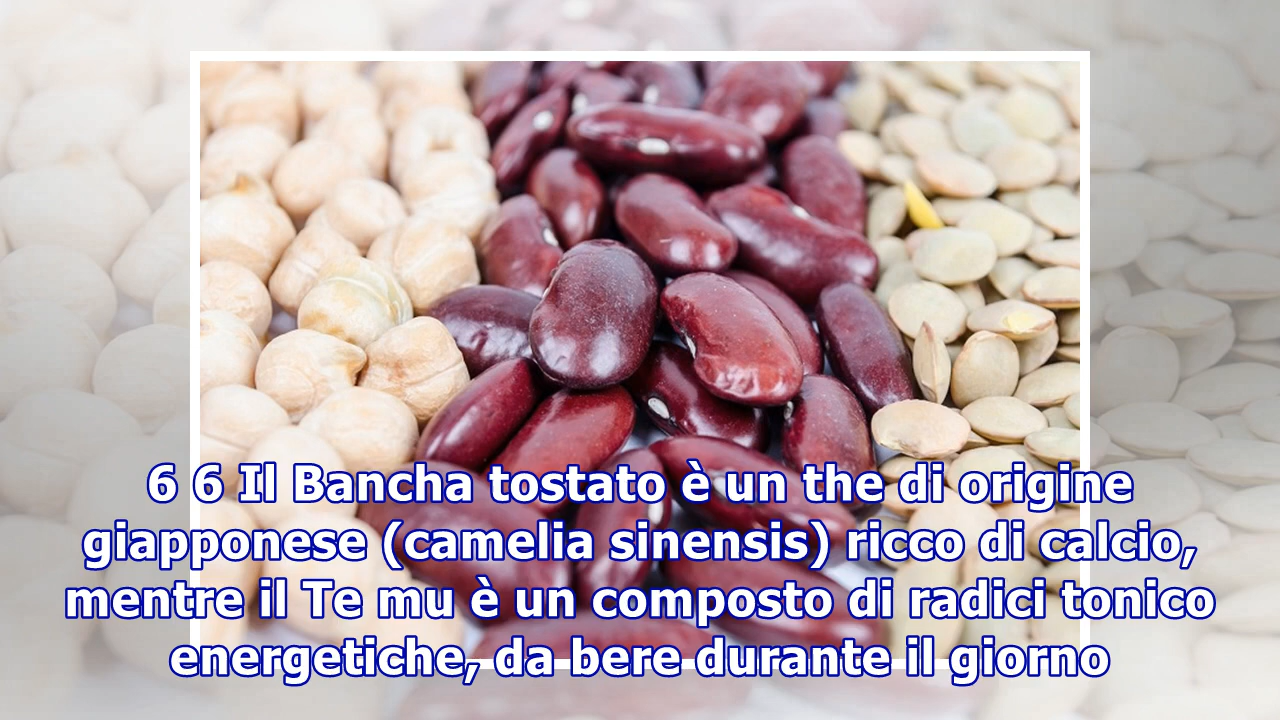 6 6 Il Bancha tostato è un the di origine
giapponese (camelia sinensis) ricco di calcio,
mentre il Te mu è un composto di radici tonico
energetiche, da bere durante il giorno